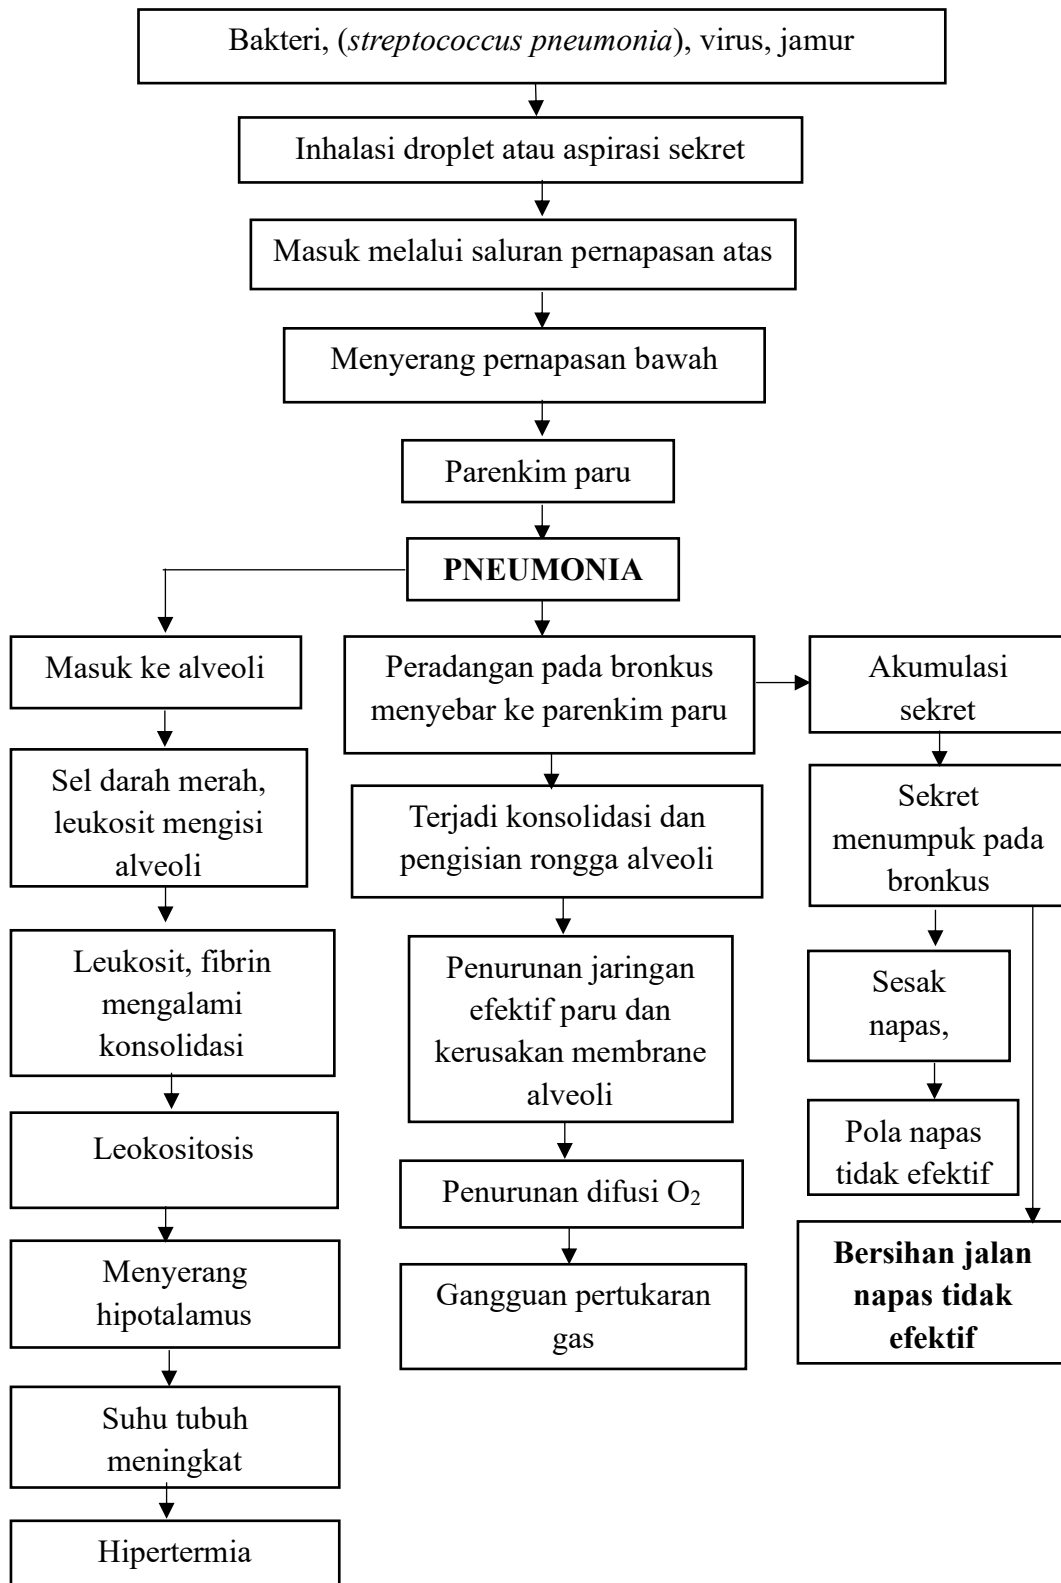 Bakteri, (streptococcus pneumonia), virus, jamur
Inhalasi droplet atau aspirasi sekret
Masuk melalui saluran pernapasan atas
Menyerang pernapasan bawah
Parenkim paru
PNEUMONIA
Masuk ke alveoli
Sel darah merah,
leukosit mengisi
alveoli
Leukosit, fibrin
mengalami
konsolidasi
Leokositosis
Menyerang
hipotalamus
Suhu tubuh
meningkat
Hipertermia
Peradangan pada bronkus
menyebar ke parenkim paru
Terjadi konsolidasi dan
pengisian rongga alveoli
Penurunan jaringan
efektif paru dan
kerusakan membrane
alveoli
Penurunan difusi O₂
Gangguan pertukaran
gas
Akumulasi
sekret
Sekret
menumpuk pada
bronkus
Sesak
napas,
Pola napas
tidak efektif
Bersihan jalan
napas tidak
efektif